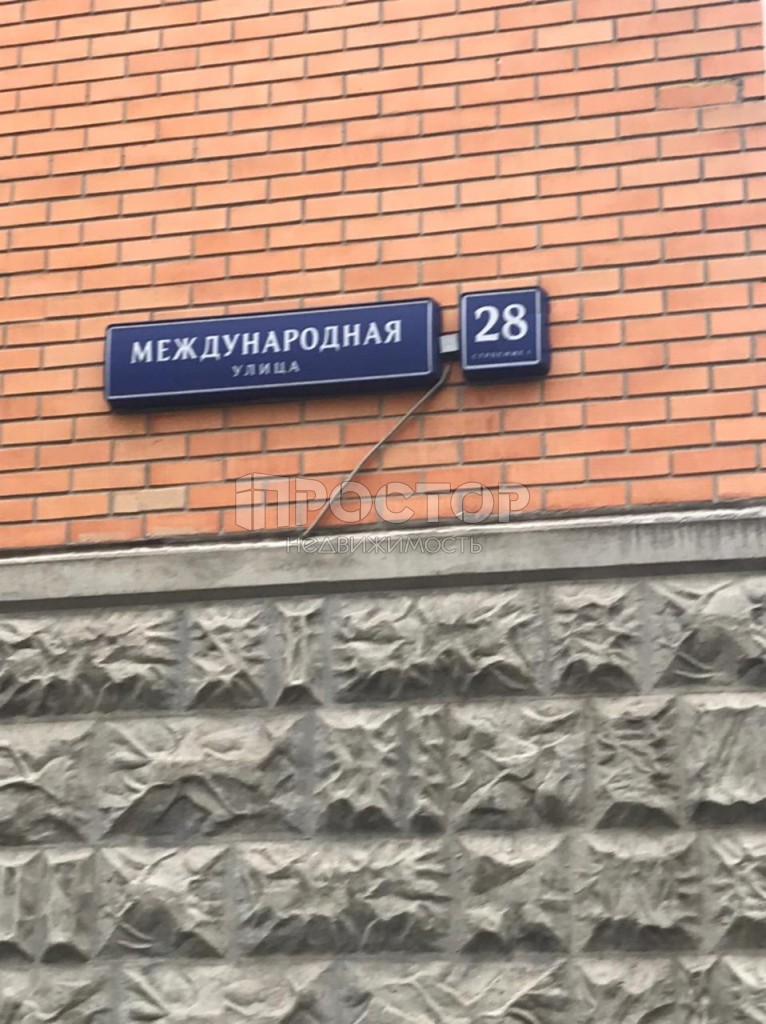 МЕЖДУНАРОДНАЯ
УЛИЦА
28
ПРОСТОР
Недвижимость